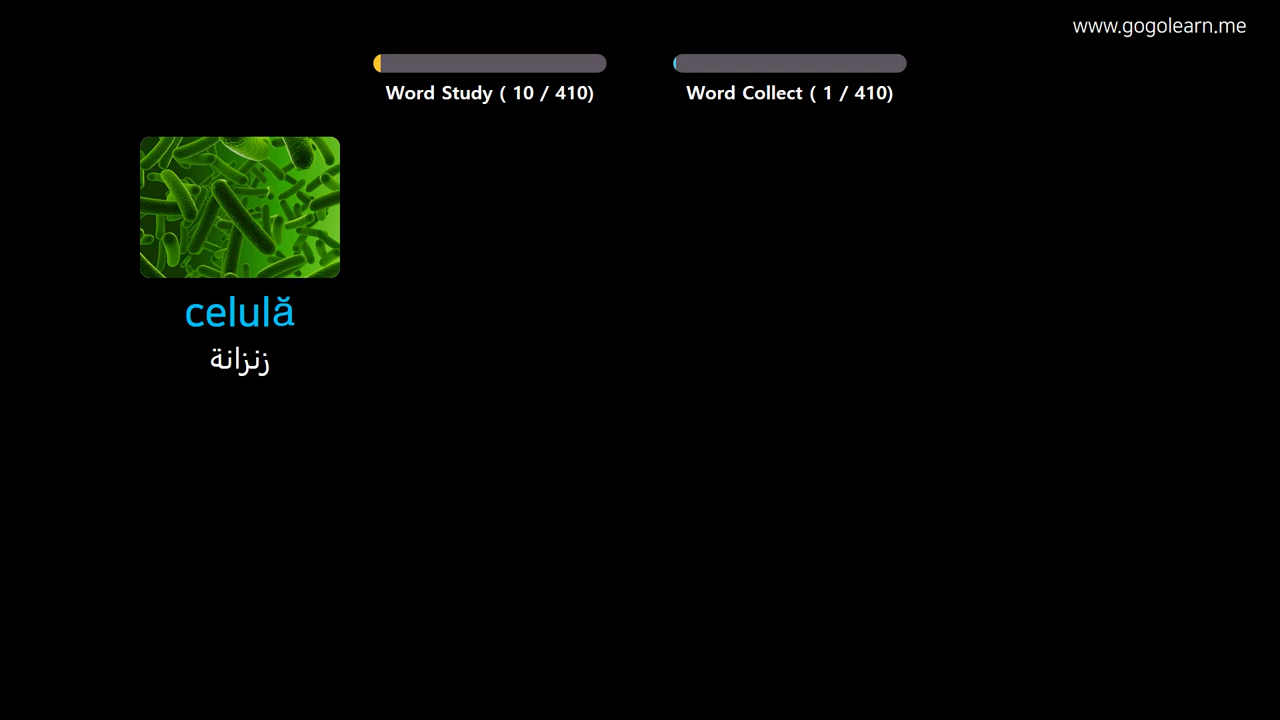 www.gogolearn.me
Word Study ( 10 / 410)
Word Collect ( 1 / 410)
celulă
زنزانة